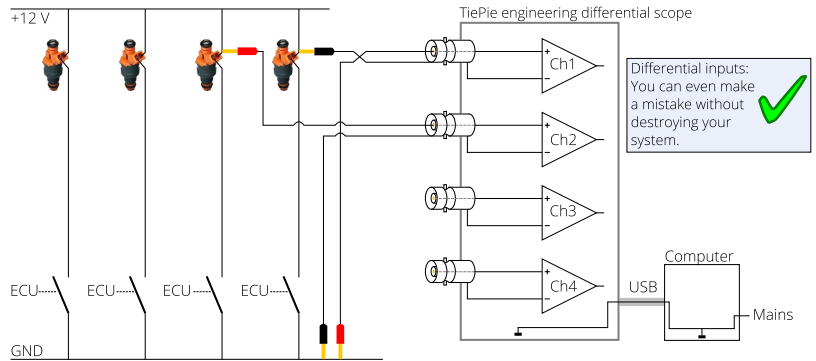 TiePie engineering differential scope
+12 V
Ch1
Differential inputs:
You can even make
a mistake without
destroying your
system.
Ch2
Ch3
Computer
Ch4
ECU
ECU
ECU
ECU
USB
Mains
GND